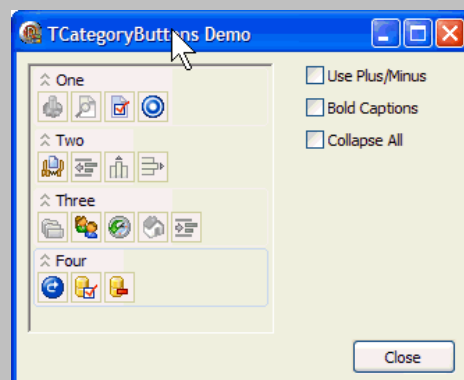 TCategoryButtons Demo
One
Two
Three
Four
Use Plus/Minus
Bold Captions
Collapse All
Close